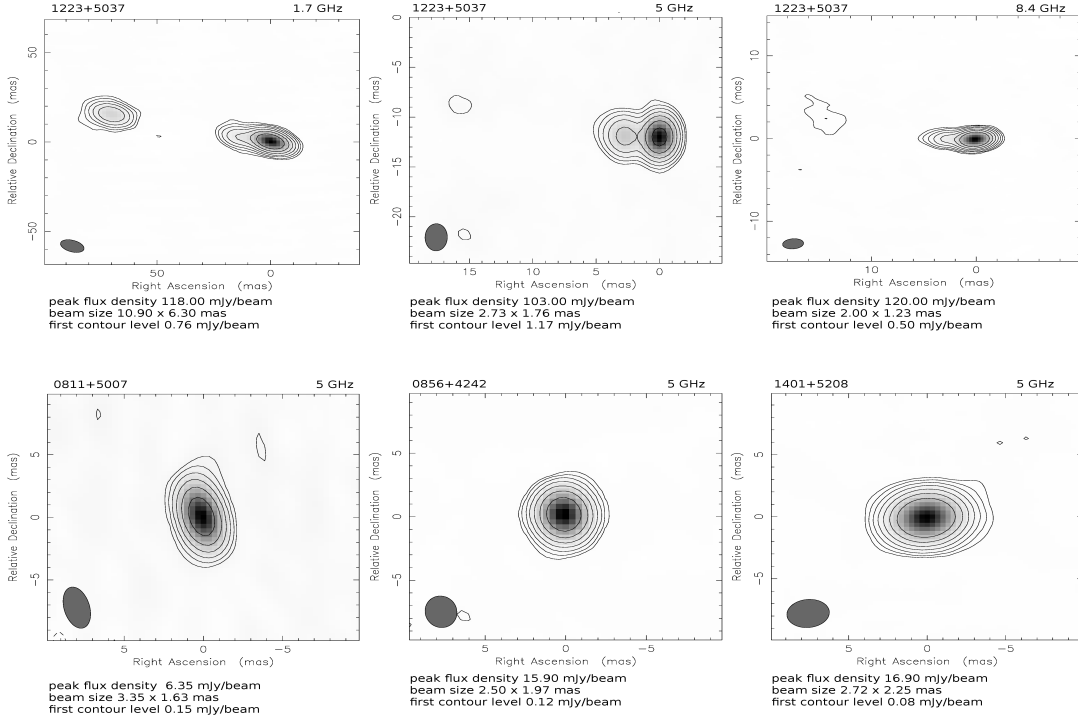 1223+5037 1.7 GHz
50
0
−50
Relative Declination (mas)
50 0
Right Ascension (mas)
peak flux density 118.00 mJy/beam
beam size 10.90 x 6.30 mas
first contour level 0.76 mJy/beam
1223+5037 5 GHz
0
−5
−10
−15
−20
Relative Declination (mas)
15 10 5 0
Right Ascension (mas)
peak flux density 103.00 mJy/beam
beam size 2.73 x 1.76 mas
first contour level 1.17 mJy/beam
1223+5037 8.4 GHz
10
0
−10
Relative Declination (mas)
10 0
Right Ascension (mas)
peak flux density 120.00 mJy/beam
beam size 2.00 x 1.23 mas
first contour level 0.50 mJy/beam
0811+5007 5 GHz
5
0
−5
Relative Declination (mas)
5 0 −5
Right Ascension (mas)
peak flux density 6.35 mJy/beam
beam size 3.35 x 1.63 mas
first contour level 0.15 mJy/beam
0856+4242 5 GHz
5
0
−5
Relative Declination (mas)
5 0 −5
Right Ascension (mas)
peak flux density 15.90 mJy/beam
beam size 2.50 x 1.97 mas
first contour level 0.12 mJy/beam
1401+5208 5 GHz
5
0
−5
Relative Declination (mas)
5 0 −5
Right Ascension (mas)
peak flux density 16.90 mJy/beam
beam size 2.72 x 2.25 mas
first contour level 0.08 mJy/beam